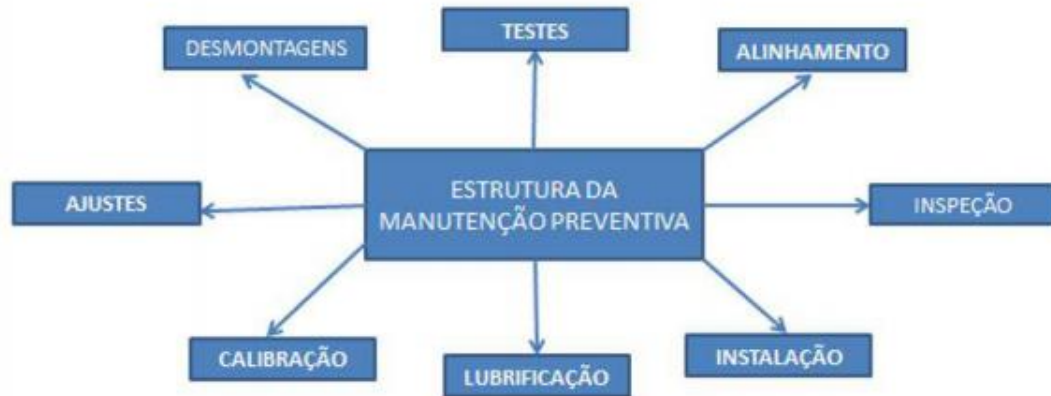 TESTES
DESMONTAGENS
ALINHAMENTO
ESTRUTURA DA
MANUTENÇÃO PREVENTIVA
AJUSTES
INSPEÇÃO
CALIBRAÇÃO
LUBRIFICAÇÃO
INSTALAÇÃO